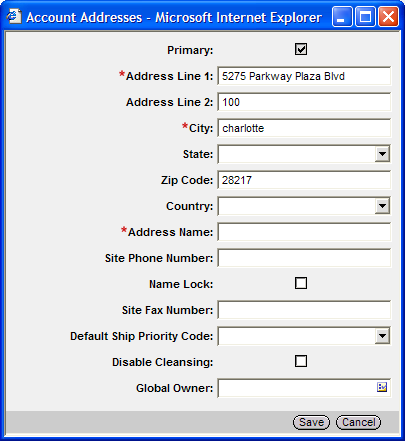 Account Addresses - Microsoft Internet Explorer
Primary:
*Address Line 1: 5275 Parkway Plaza Blvd
Address Line 2: 100
*City: charlotte
State:
Zip Code: 28217
Country:
*Address Name:
Site Phone Number:
Name Lock:
Site Fax Number:
Default Ship Priority Code:
Disable Cleansing:
Global Owner:
Save Cancel